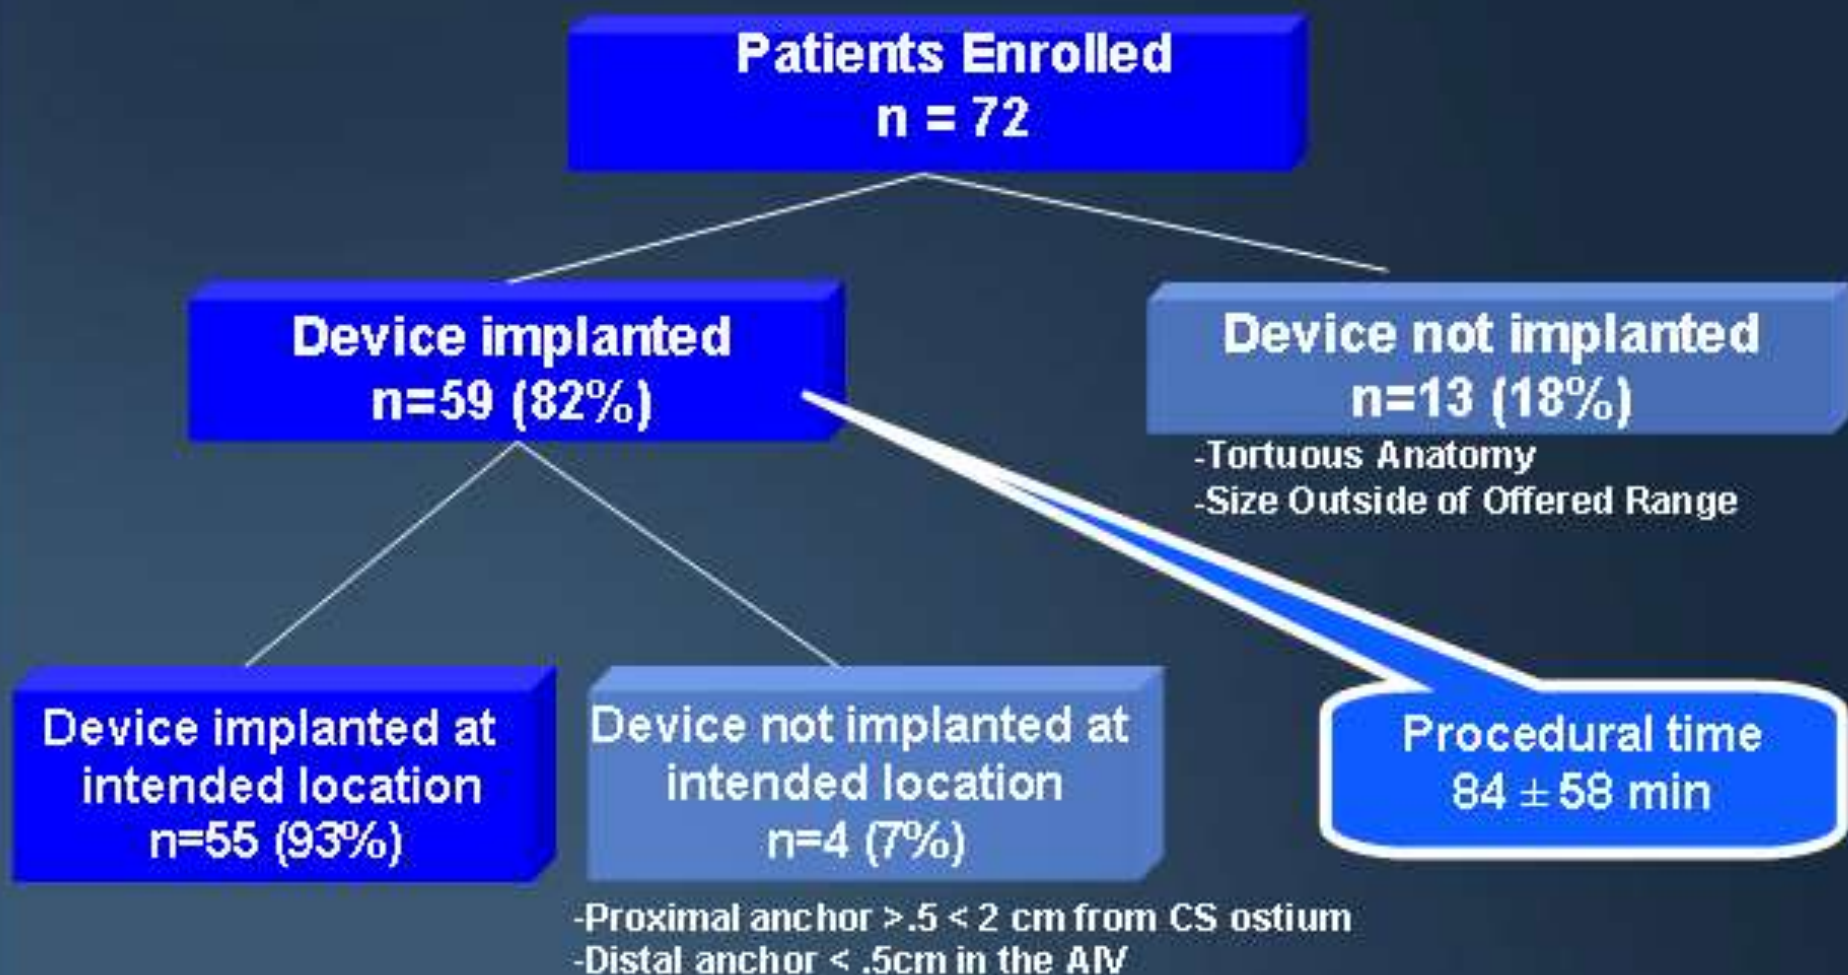 Patients Enrolled
n = 72
Device implanted
n=59 (82%)
Device not implanted
n=13 (18%)
-Tortuous Anatomy
-Size Outside of Offered Range
Device implanted at
intended location
n=55 (93%)
Device not implanted at
intended location
n=4 (7%)
-Proximal anchor >.5 < 2 cm from CS ostium
-Distal anchor < .5cm in the AIV
Procedural time
84 ± 58 min